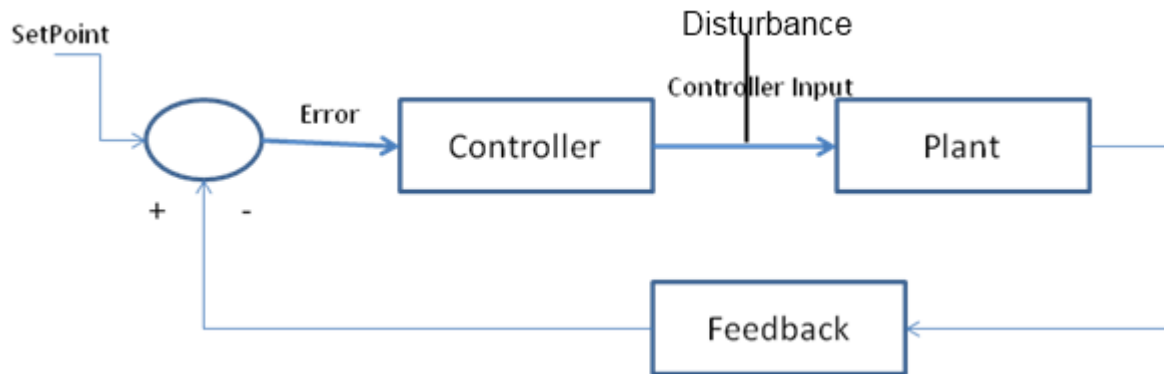 SetPoint
Disturbance
Controller Input
Error
Controller
Plant
+ -
Feedback